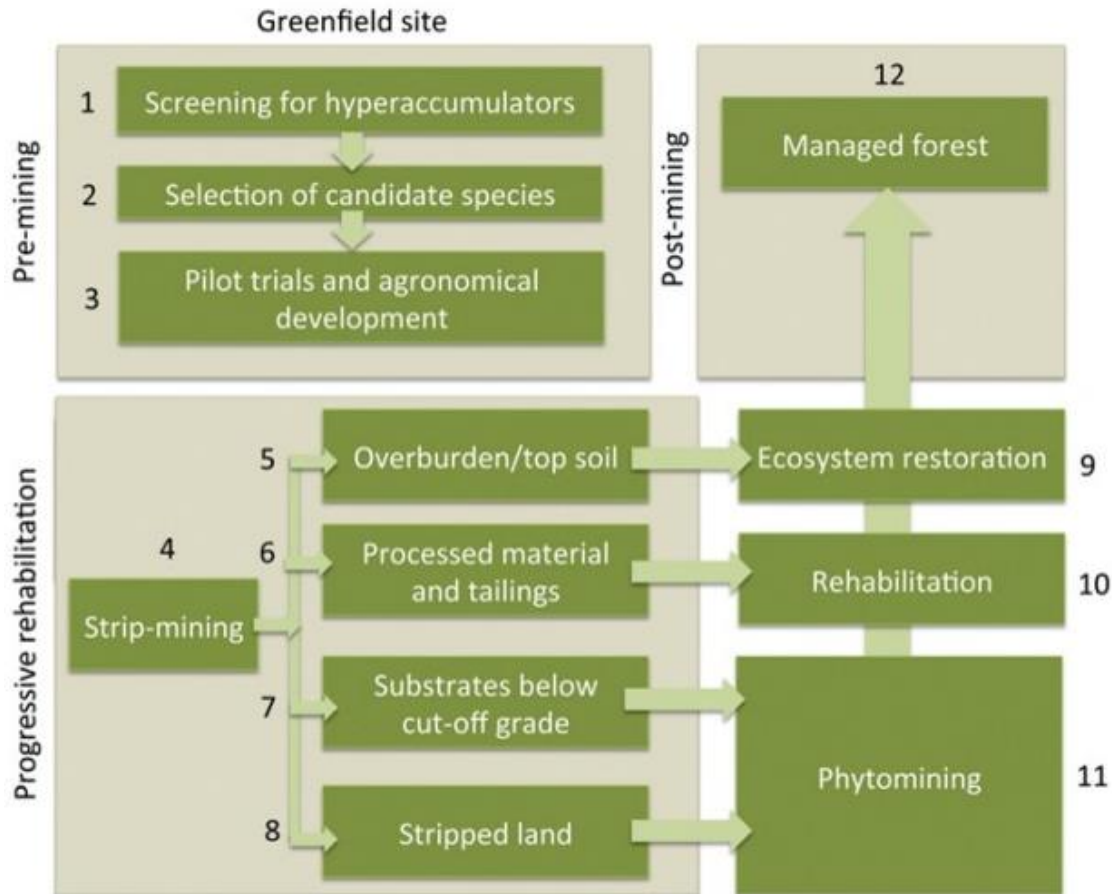 Greenfield site
Pre-mining
1
Screening for hyperaccumulators
2
Selection of candidate species
3
Pilot trials and agronomical
development
Post-mining
12
Managed forest
Progressive rehabilitation
4
Strip-mining
5
Overburden/top soil
6
Processed material
and tailings
7
Substrates below
cut-off grade
8
Stripped land
Ecosystem restoration
9
Rehabilitation
10
Phytomining
11